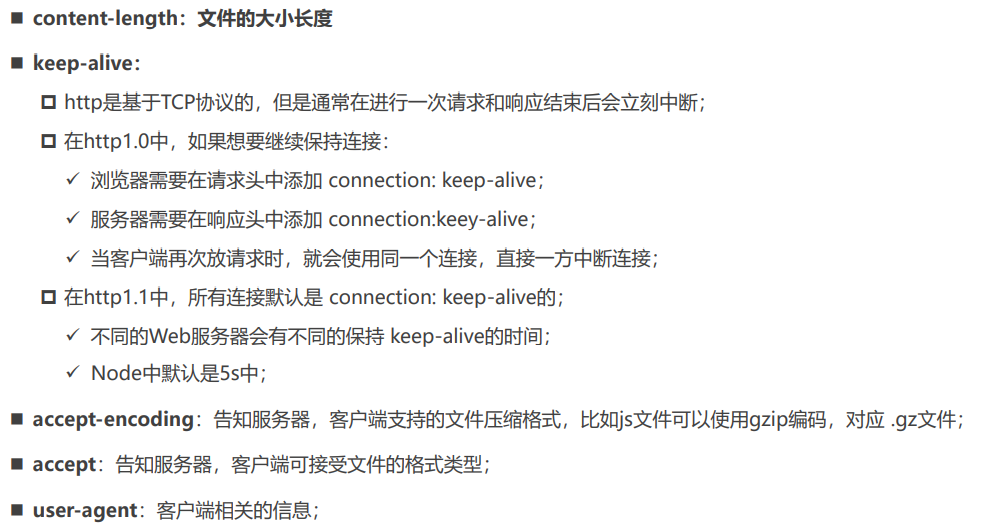 ■ content-length：文件的大小长度
■ keep-alive：
http是基于TCP协议的，但是通常在进行一次请求和响应结束后会立刻中断；
在http1.0中，如果想要继续保持连接：
✓ 浏览器需要在请求头中添加 connection: keep-alive；
✓ 服务器需要在响应头中添加 connection:keey-alive；
✓ 当客户端再次放请求时，就会使用同一个连接，直接一方中断连接；
在http1.1中，所有连接默认是 connection: keep-alive的；
✓ 不同的Web服务器会有不同的保持 keep-alive的时间；
✓ Node中默认是5s中；
■ accept-encoding：告知服务器，客户端支持的文件压缩格式，比如js文件可以使用gzip编码，对应 .gz文件；
■ accept：告知服务器，客户端可接受文件的格式类型；
■ user-agent：客户端相关的信息；